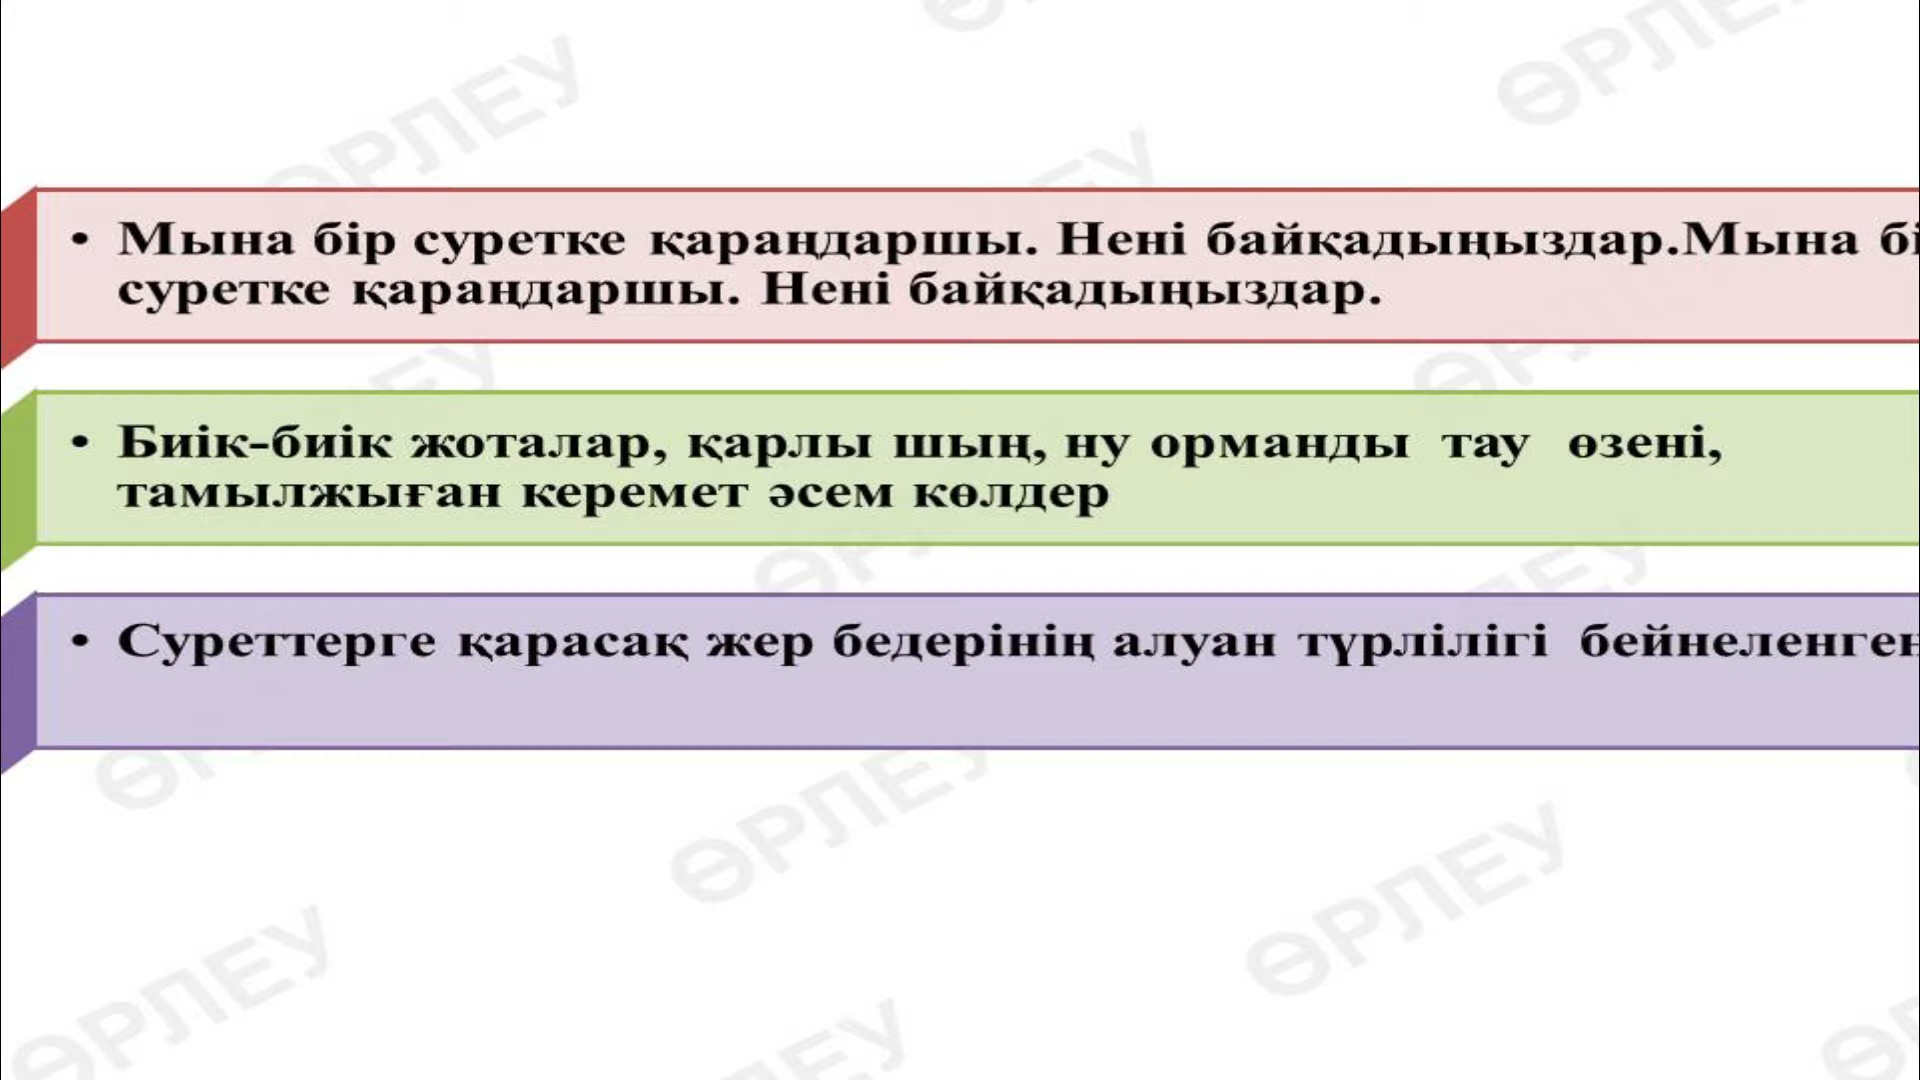 • Мына бір суретке қараңдаршы. Нені байқадыңыздар.Мына
суретке қараңдаршы. Нені байқадыңыздар.
• Биік-биік жоталар, қарлы шың, ну орманды тау өзені,
тамылжыған керемет әсем көлдер
• Суреттерге қарасақ жер бедерінің алуан түрлілігі бейнеленген
ӨРЛЕУ
ӨРЛЕУ
ӨРЛЕУ
ӨРЛЕУ
ӨРЛЕУ